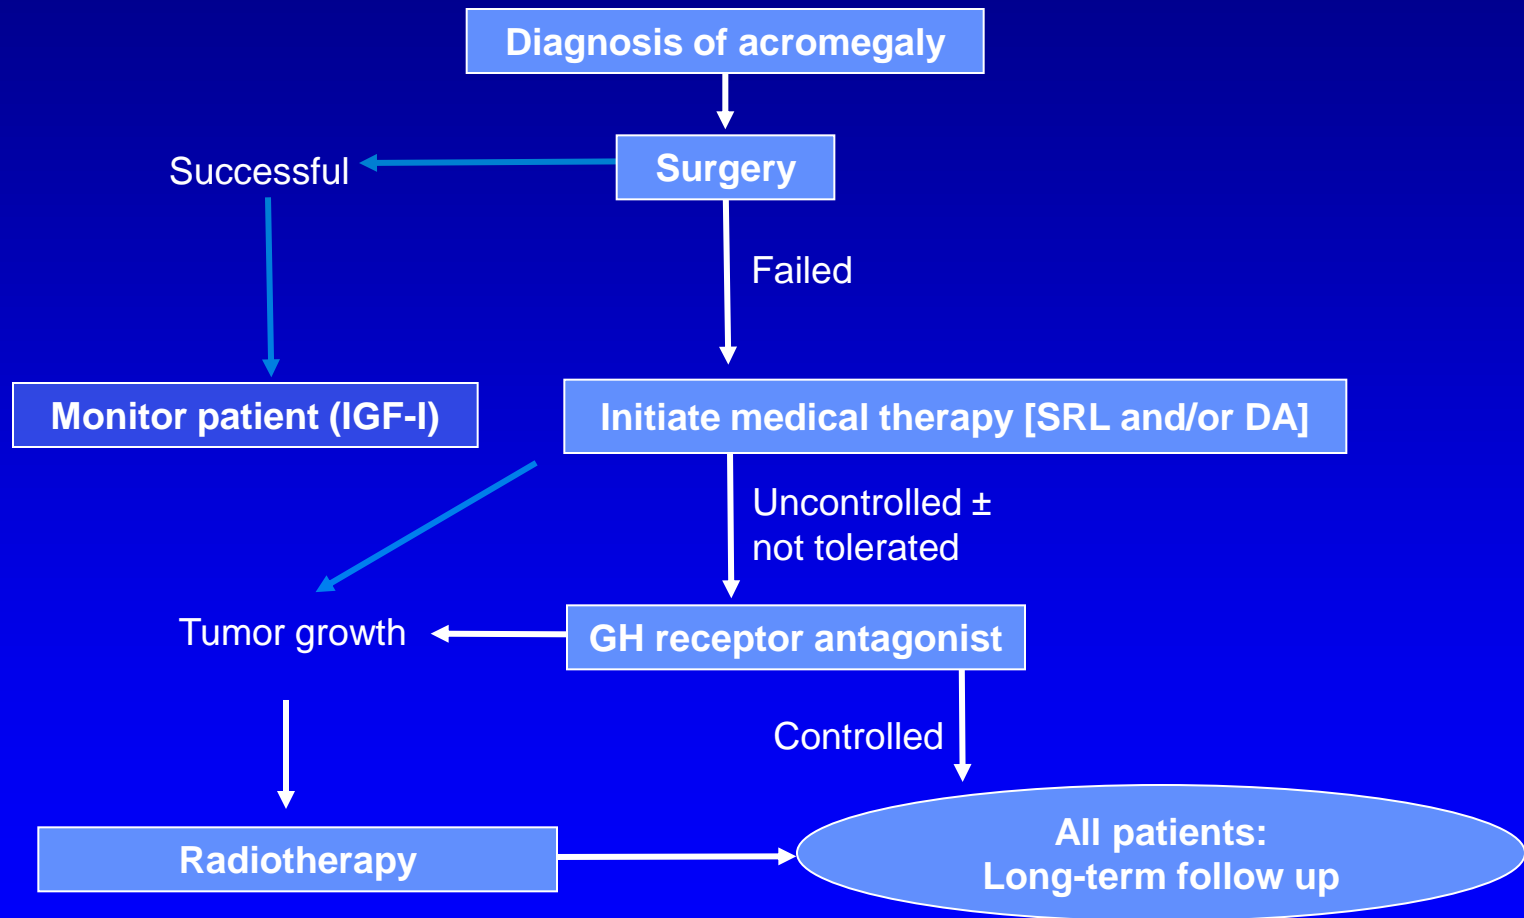 Diagnosis of acromegaly
Successful
Surgery
Failed
Monitor patient (IGF-I)
Initiate medical therapy [SRL and/or DA]
Uncontrolled ±
not tolerated
Tumor growth
GH receptor antagonist
Controlled
Radiotherapy
All patients:
Long-term follow up